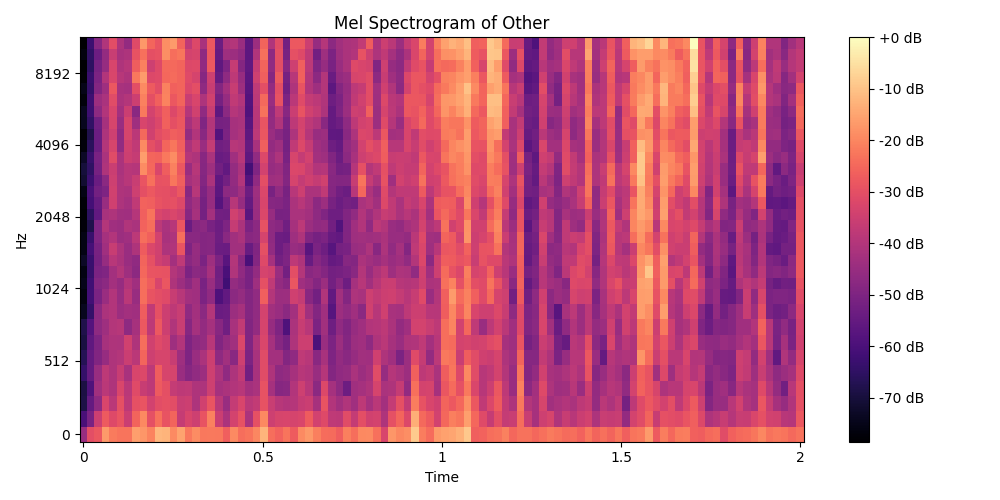 Mel Spectrogram of Other
Hz
8192
4096
2048
1024
512
0
0
0.5
1
1.5
2
Time
+0 dB
-10 dB
-20 dB
-30 dB
-40 dB
-50 dB
-60 dB
-70 dB